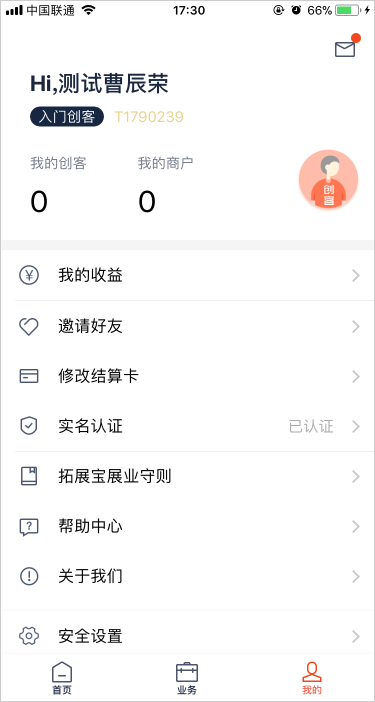 中国联通 17:30 66%
Hi,测试曹辰荣
入门创客 T1790239
我的创客 我的商户
0 0
创客
¥ 我的收益
邀请好友
修改结算卡
实名认证 已认证
拓展宝展业守则
? 帮助中心
! 关于我们
安全设置
首页 业务 我的